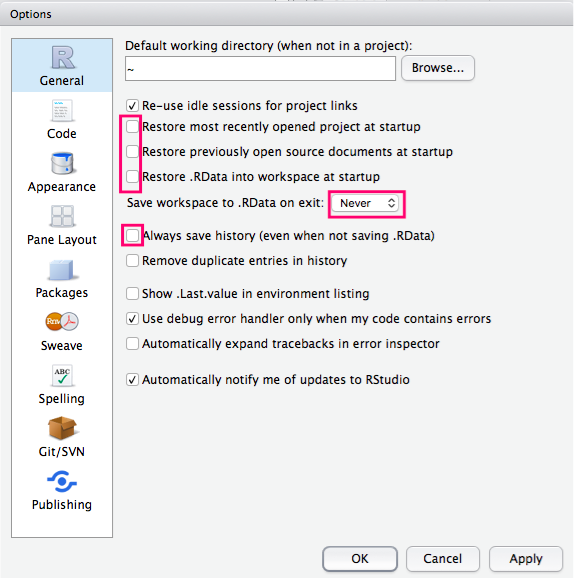 Options
General
Code
Appearance
Pane Layout
Packages
Rnw
Sweave
ABC
Spelling
Git/SVN
Publishing
Default working directory (when not in a project):
~
Browse...
Re-use idle sessions for project links
Restore most recently opened project at startup
Restore previously open source documents at startup
Restore .RData into workspace at startup
Save workspace to .RData on exit: Never
Always save history (even when not saving .RData)
Remove duplicate entries in history
Show .Last.value in environment listing
Use debug error handler only when my code contains errors
Automatically expand tracebacks in error inspector
Automatically notify me of updates to RStudio
OK Cancel Apply